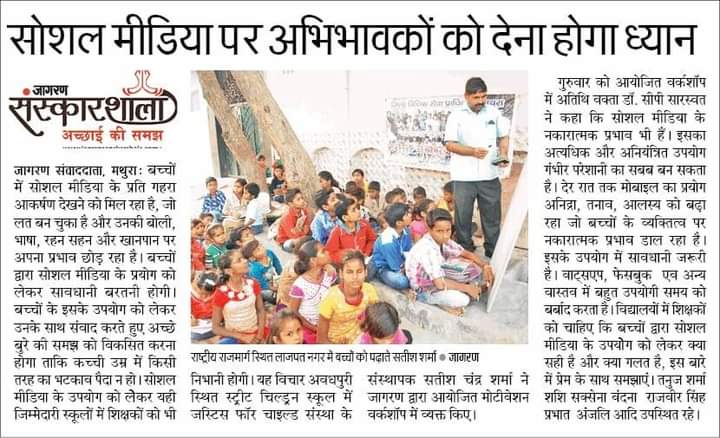 सोशल मीडिया पर अभिभावकों को देना होगा ध्यान
जागरण
संस्कारशाला
अच्छाई की समझ
जागरण संवाददाता, मथुरा: बच्चों
में सोशल मीडिया के प्रति गहरा
आकर्षण देखने को मिल रहा है, जो
लत बन चुका है और उनकी बोली,
भाषा, रहन सहन और खानपान पर
अपना प्रभाव छोड़ रहा है। बच्चों
द्वारा सोशल मीडिया के प्रयोग को
लेकर सावधानी बरतनी होगी।
बच्चों के इसके उपयोग को लेकर
उनके साथ संवाद करते हुए, अच्छे
बुरे की समझ को विकसित करना
होगा ताकि कच्ची उम्र में किसी
तरह का भटकाव पैदा न हो। सोशल
मीडिया के उपयोग को लेकर यही
जिम्मेदारी स्कूलों में शिक्षकों को भी
राष्ट्रीय राजमार्ग स्थित लाजपत नगर में बच्चों को पढ़ाते सतीश शर्मा ● जागरण
निभानी होगी। यह विचार अवधपुरी
स्थित स्ट्रीट चिल्ड्रन स्कूल में
जस्टिस फॉर चाइल्ड संस्था के
संस्थापक सतीश चंद्र शर्मा ने
जागरण द्वारा आयोजित मोटीवेशन
वर्कशॉप में व्यक्त किए।
गुरुवार को आयोजित वर्कशॉप
में अतिथि वक्ता डॉ. सीपी सारस्वत
ने कहा कि सोशल मीडिया के
नकारात्मक प्रभाव भी हैं। इसका
अत्यधिक और अनियंत्रित उपयोग
गंभीर परेशानी का सबब बन सकता
है। देर रात तक मोबाइल का प्रयोग
अनिद्रा, तनाव, आलस्य को बढ़ा
रहा जो बच्चों के व्यक्तित्व पर
नकारात्मक प्रभाव डाल रहा है।
इसके उपयोग में सावधानी जरूरी
है। वाट्सएप, फेसबुक एव अन्य
वास्तव में बहुत उपयोगी समय को
बर्बाद करता है। विद्यालयों में शिक्षकों
को चाहिए कि बच्चों द्वारा सोशल
मीडिया के उपयोग को लेकर क्या
सही है और क्या गलत है, इस बारे
में प्रेम के साथ समझाएं। तनुज शर्मा
शशि सक्सेना वंदना राजवीर सिंह
प्रभात अंजलि आदि उपस्थित रहे।